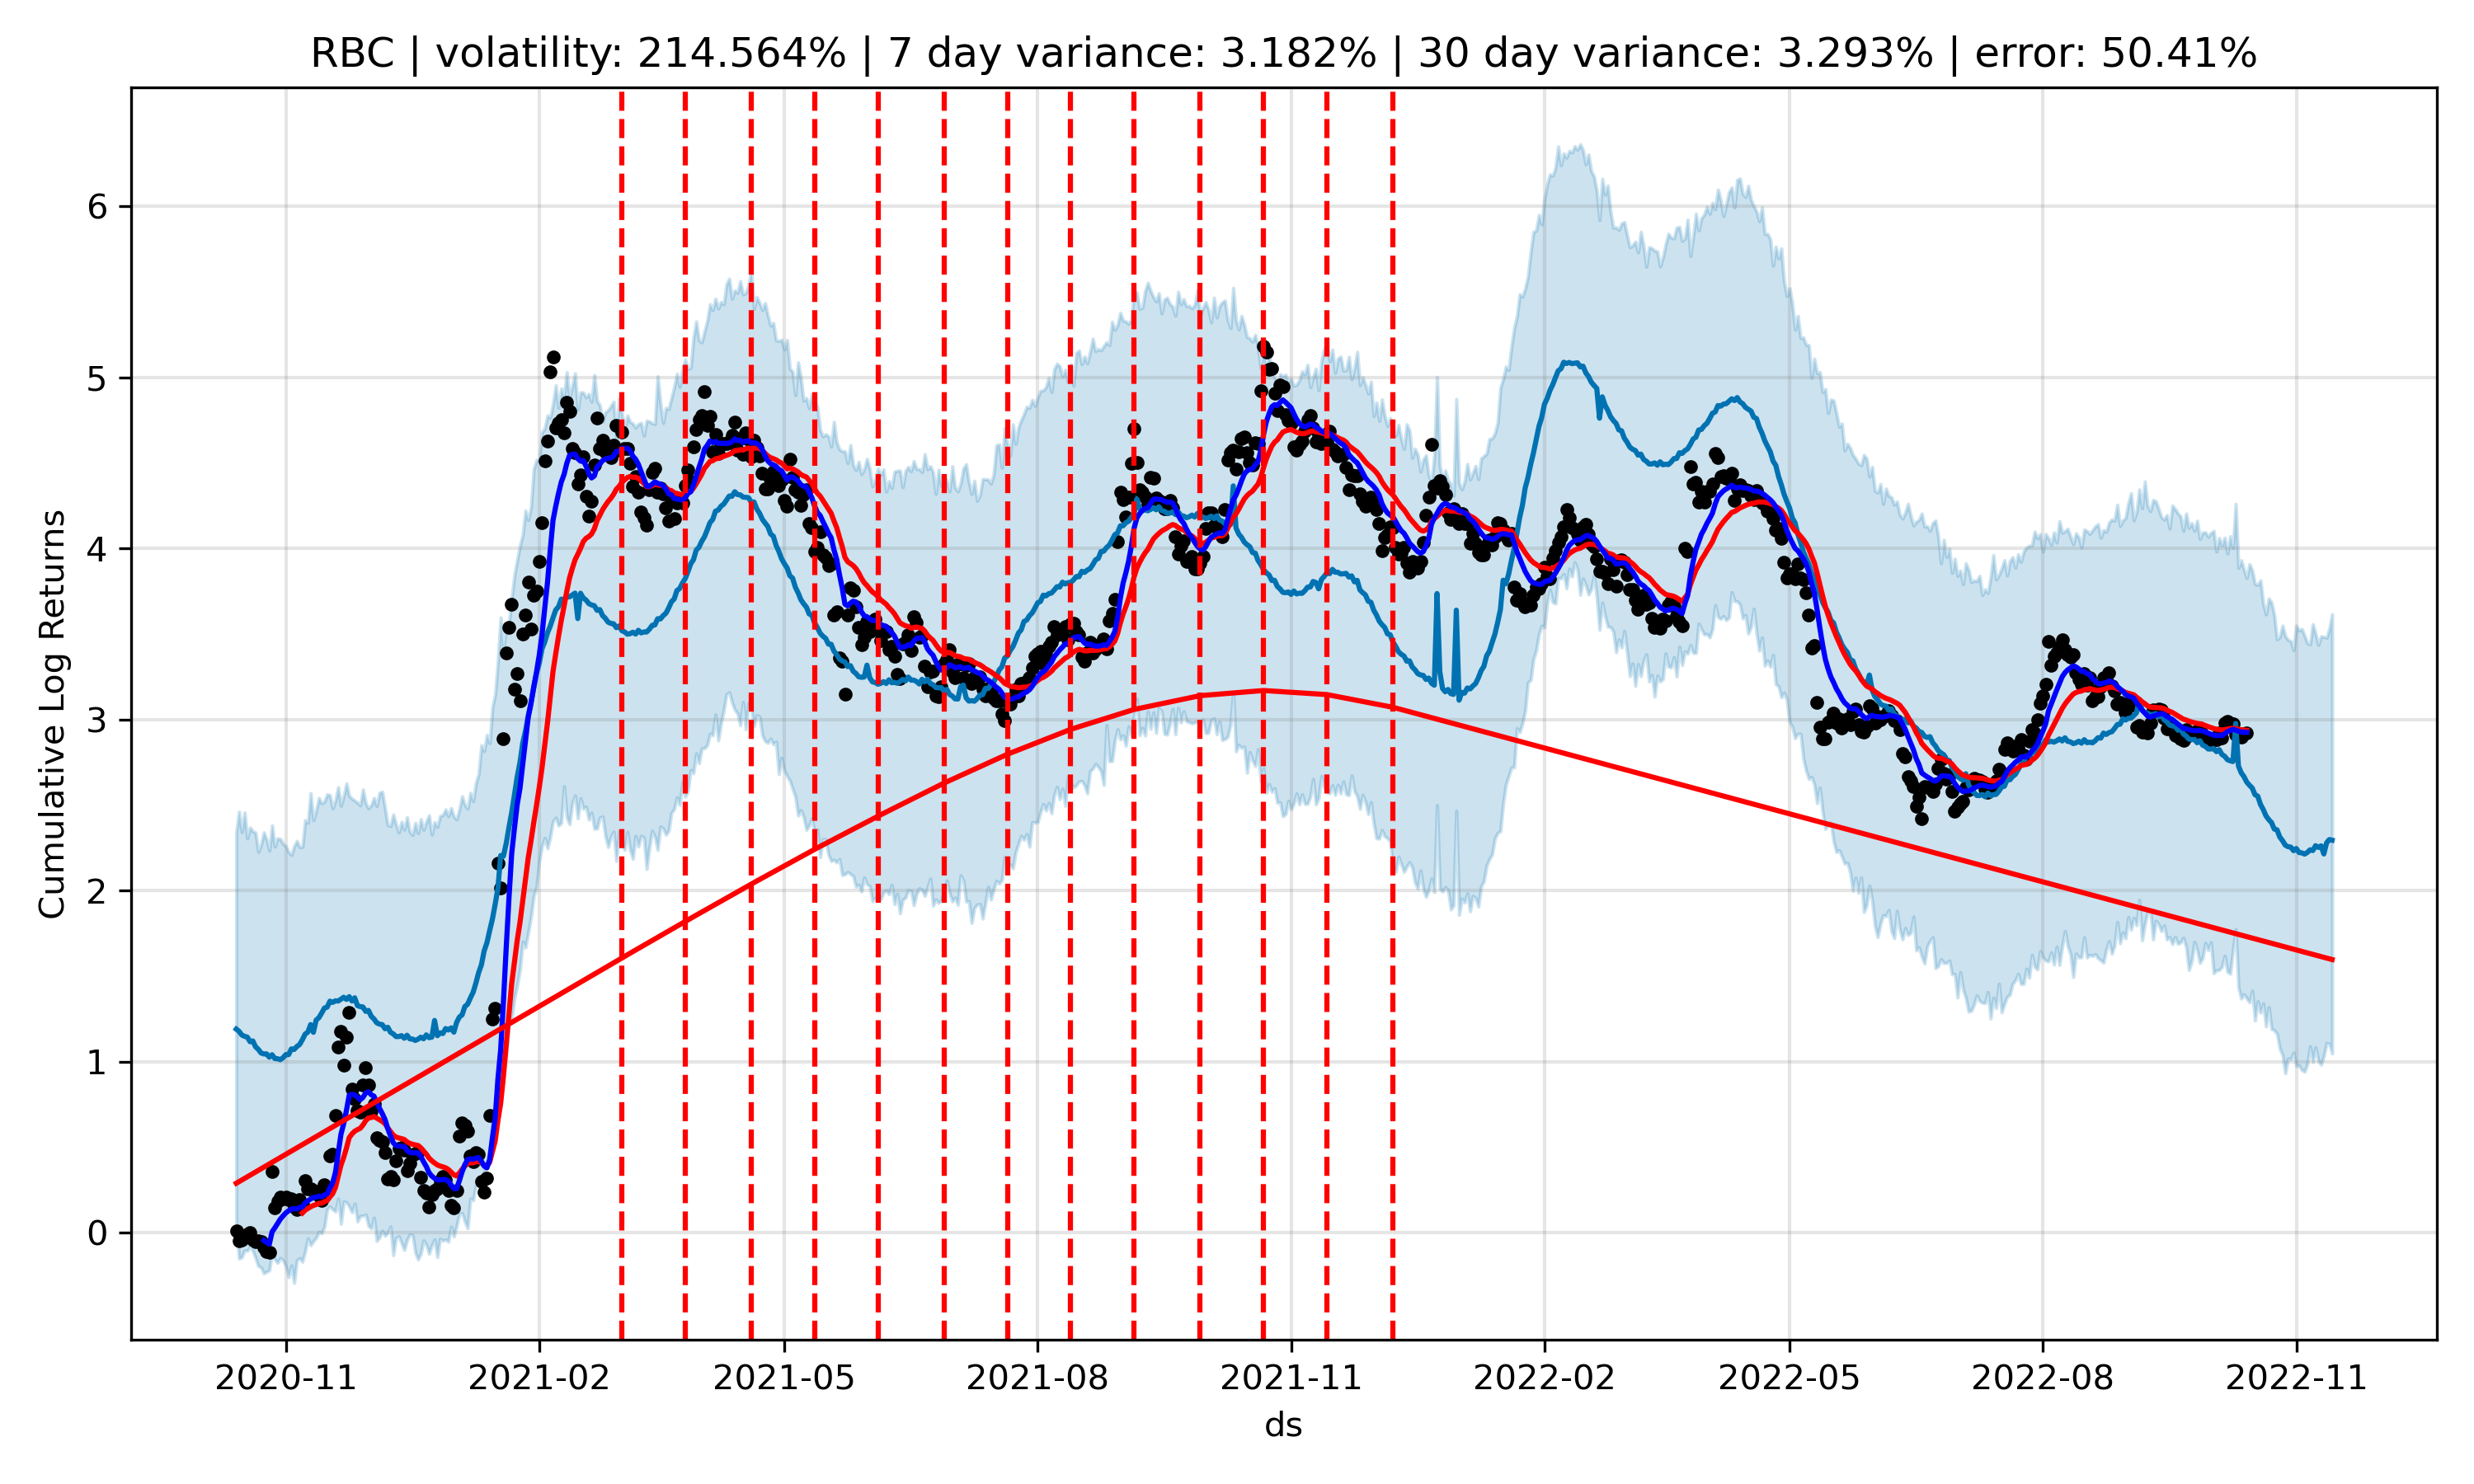 RBC | volatility: 214.564% | 7 day variance: 3.182% | 30 day variance: 3.293% | error: 50.41%
Cumulative Log Returns
6
5
4
3
2
1
0
2020-11 2021-02 2021-05 2021-08 2021-11 2022-02 2022-05 2022-08 2022-11
ds